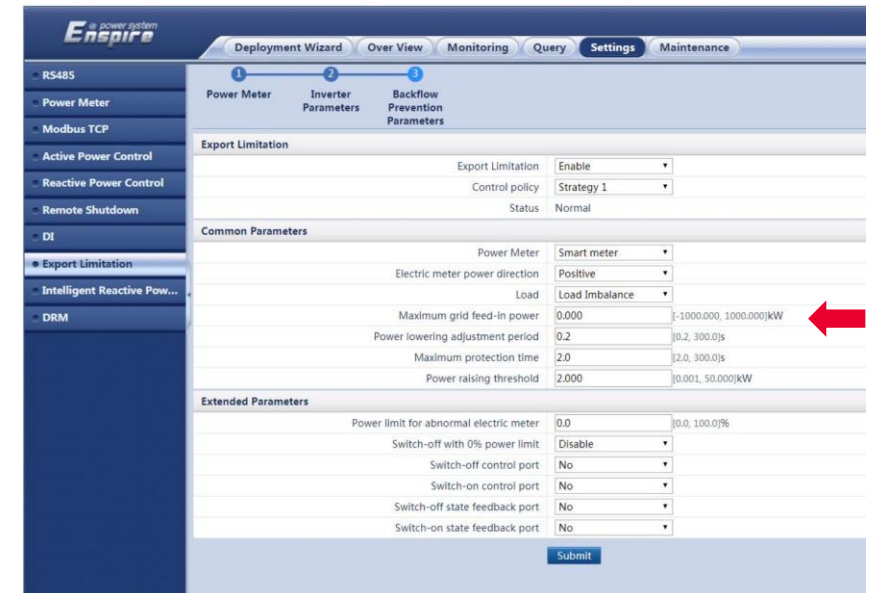 e power system
Enspire
Deployment Wizard Over View Monitoring Query Settings Maintenance
RS485
Power Meter
Modbus TCP
Active Power Control
Reactive Power Control
Remote Shutdown
DI
Export Limitation
Intelligent Reactive Pow...
DRM
1 2 3
Power Meter Inverter Parameters Backflow Prevention Parameters
Export Limitation
Export Limitation Enable
Control policy Strategy 1
Status Normal
Common Parameters
Power Meter Smart meter
Electric meter power direction Positive
Load Load Imbalance
Maximum grid feed-in power 0.000 [-1000.000, 1000.000]kW
Power lowering adjustment period 0.2 [0.2, 300.0]s
Maximum protection time 2.0 [2.0, 300.0]s
Power raising threshold 2.000 [0.001, 50.000]kW
Extended Parameters
Power limit for abnormal electric meter 0.0 [0.0, 100.0]%
Switch-off with 0% power limit Disable
Switch-off control port No
Switch-on control port No
Switch-off state feedback port No
Switch-on state feedback port No
Submit